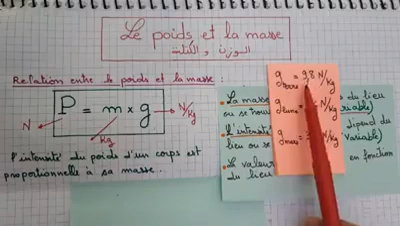 Le poids et la masse
الوزن و الكتلة
Relation entre le poids et la masse :
P = m x g
N
Kg
N/Kg
l'intensité du poids d'un corps est
proportionnelle à sa masse.
g terre = 9,8 N/Kg
g lune = N/Kg
g mars = N/Kg
La masse du lieu
ou se
l'intensité dépend du
lieu ou se Variable)
La valeur en fonction
du lieu